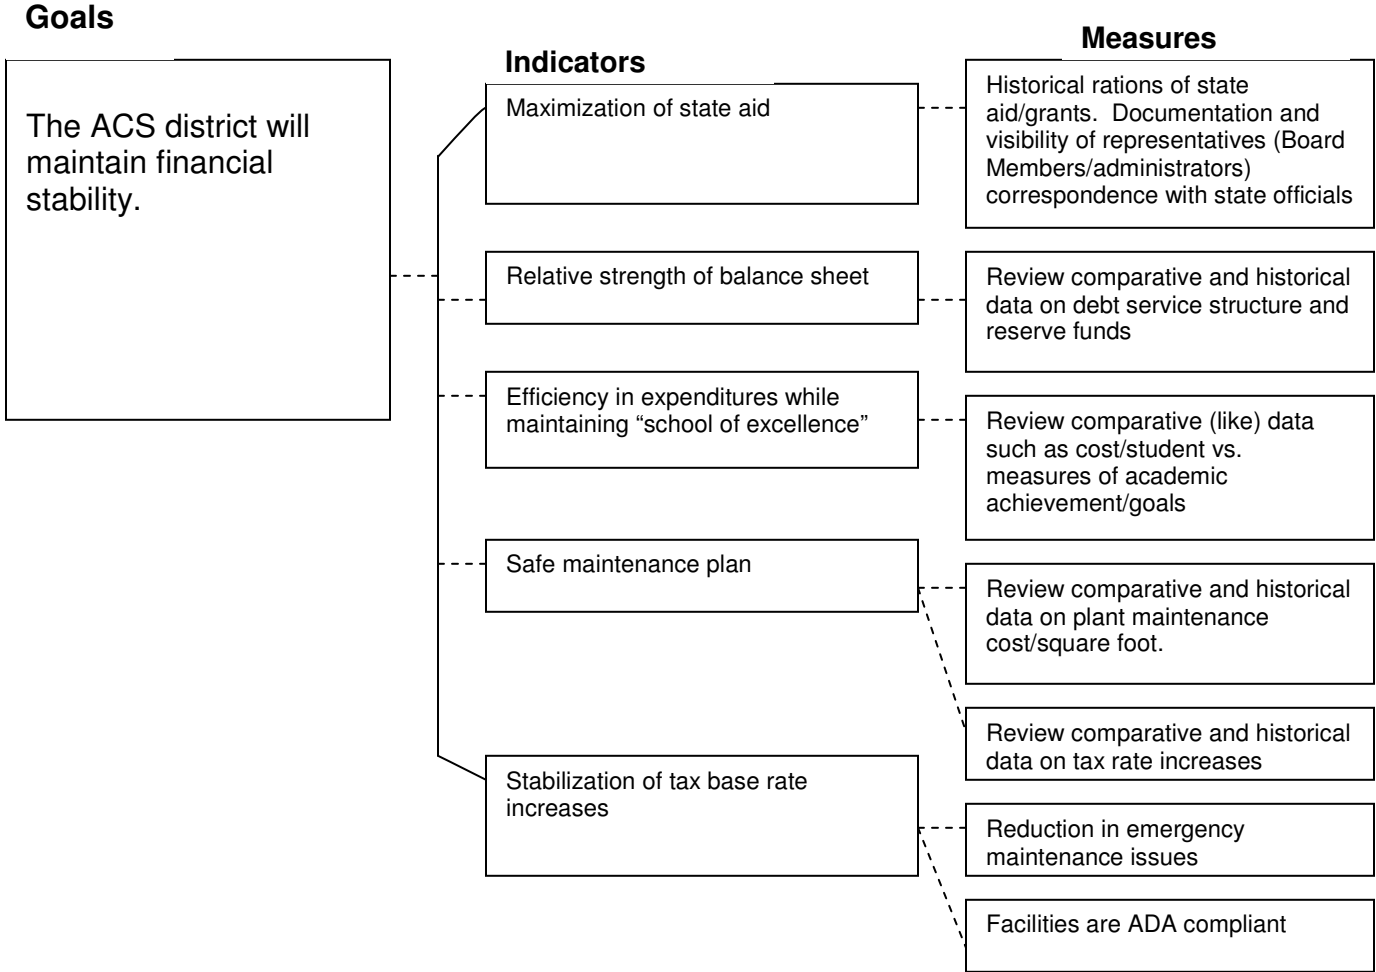 Goals
The ACS district will
maintain financial
stability.
Indicators
Maximization of state aid
Relative strength of balance sheet
Efficiency in expenditures while
maintaining “school of excellence”
Safe maintenance plan
Stabilization of tax base rate
increases
Measures
Historical rations of state
aid/grants.  Documentation and
visibility of representatives (Board
Members/administrators)
correspondence with state officials
Review comparative and historical
data on debt service structure and
reserve funds
Review comparative (like) data
such as cost/student vs.
measures of academic
achievement/goals
Review comparative and historical
data on plant maintenance
cost/square foot.
Review comparative and historical
data on tax rate increases
Reduction in emergency
maintenance issues
Facilities are ADA compliant